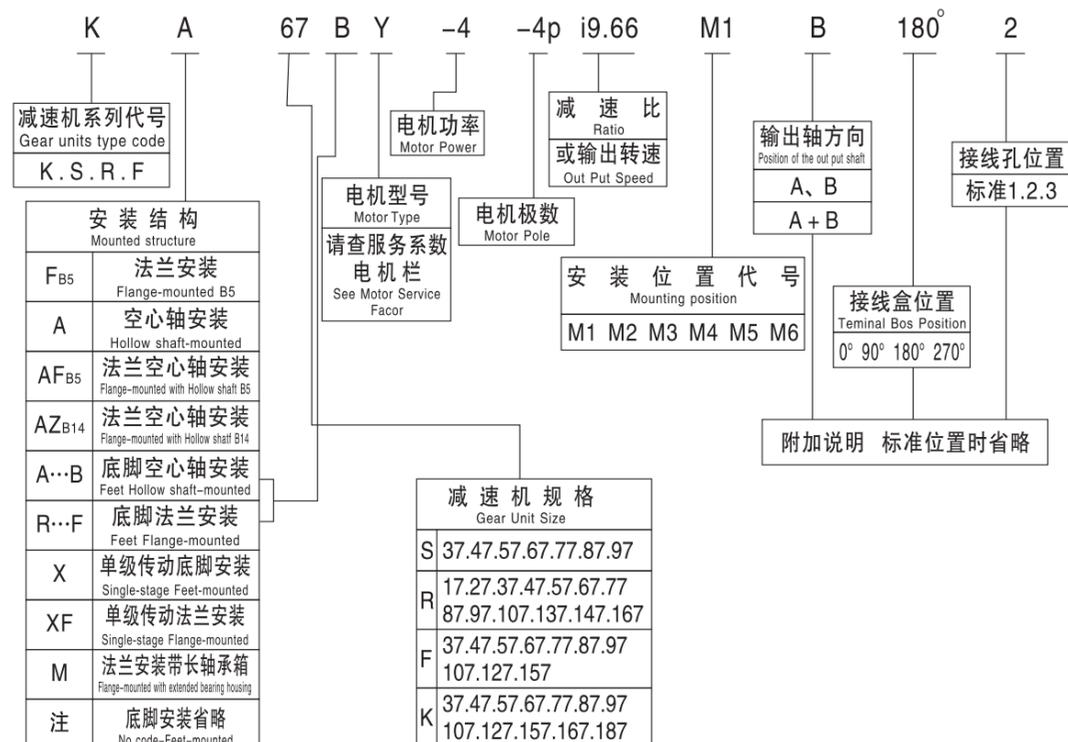 K A 67 B Y -4 -4p i9.66 M1 B 180° 2
减速机系列代号
Gear units type code
K.S.R.F
安装结构
Mounted structure
FB5 法兰安装
Flange-mounted B5
A 空心轴安装
Hollow shaft-mounted
AFB5 法兰空心轴安装
Flange-mounted with Hollow shaft B5
AZB14 法兰空心轴安装
Flange-mounted with Hollow shatf B14
A…B 底脚空心轴安装
Feet Hollow shaft-mounted
R…F 底脚法兰安装
Feet Flange-mounted
X 单级传动底脚安装
Single-stage Feet-mounted
XF 单级传动法兰安装
Single-stage Flange-mounted
M 法兰安装带长轴承箱
Flange-mounted with extended bearing housing
注 底脚安装省略
No code-Feet-mounted
电机型号
Motor Type
请查服务系数
电机栏
See Motor Service
Facor
电机功率
Motor Power
电机极数
Motor Pole
减速比
Ratio
或输出转速
Out Put Speed
安装位置代号
Mounting position
M1 M2 M3 M4 M5 M6
输出轴方向
Position of the out put shaft
A、B
A+B
接线盒位置
Teminal Bos Position
0° 90° 180° 270°
接线孔位置
标准1.2.3
附加说明 标准位置时省略
减速机规格
Gear Unit Size
S 37.47.57.67.77.87.97
R 17.27.37.47.57.67.77
87.97.107.137.147.167
F 37.47.57.67.77.87.97
107.127.157
K 37.47.57.67.77.87.97
107.127.157.167.187